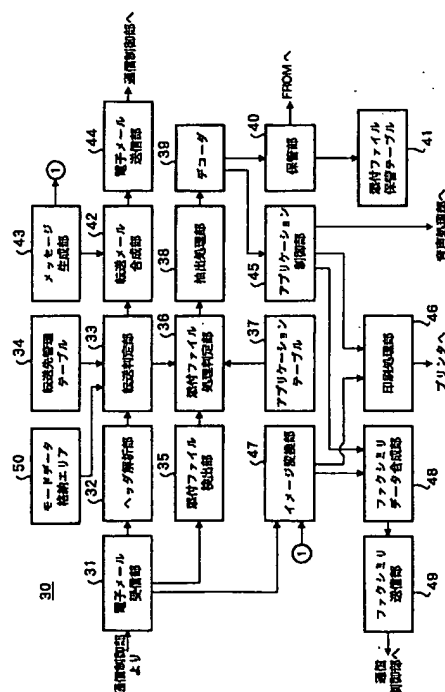 30
50
モードデータ
格納エリア
34
転送先管理
テーブル
43
メッセージ
生成部
①
通信制御部
より
31
電子メール
受信部
32
ヘッダ解析部
33
転送判定部
42
転送メール
合成部
44
電子メール
送信部
通信制御部へ
35
添付ファイル
検出部
36
添付ファイル
処理判定部
38
抽出処理部
39
デコーダ
47
イメージ変換部
①
37
アプリケーション
テーブル
45
アプリケーション
制御部
40
保管部
FROMへ
41
添付ファイル
保管テーブル
音声処理部へ
46
印刷処理部
プリンタへ
48
ファクシミリ
データ合成部
49
ファクシミリ
送信部
通信
制御部へ